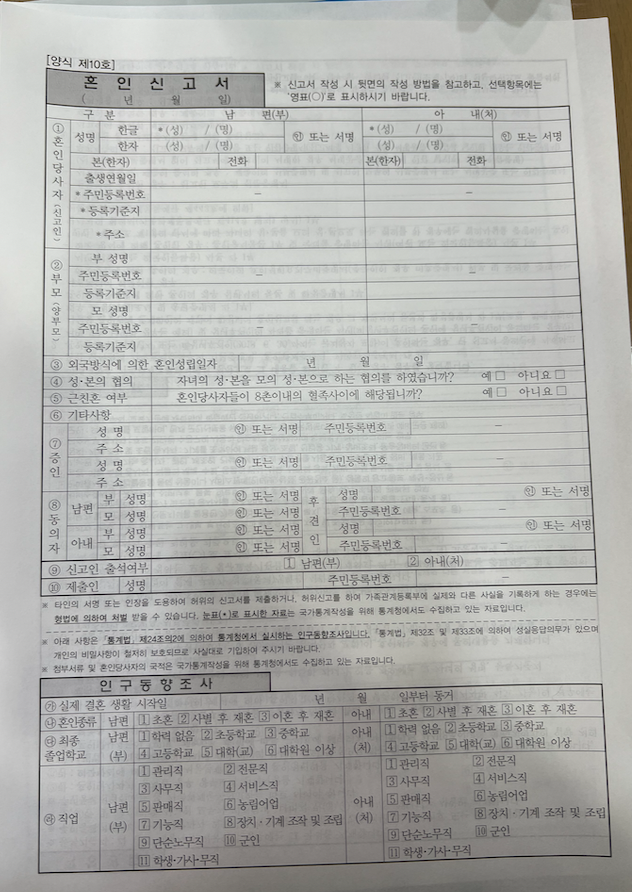 [양식 제10호]
혼 인 신 고 서
( 년 월 일)
※ 신고서 작성 시 뒷면의 작성 방법을 참고하고, 선택항목에는
‘영표(○)’로 표시하시기 바랍니다.
구 분 남 편(부) 아 내(처)
① 혼인당사자 (신고인)
성명 한글 *(성) / (명) ㊞ 또는 서명 *(성) / (명) ㊞ 또는 서명
한자 (성) / (명) (성) / (명)
본(한자) 전화 본(한자) 전화
출생연월일
*주민등록번호 - -
*등록기준지
*주소
② 부모 (양부모)
부 성명
주민등록번호 - -
등록기준지
모 성명
주민등록번호 - -
등록기준지
③ 외국방식에 의한 혼인성립일자 년 월 일
④ 성·본의 협의 자녀의 성·본을 모의 성·본으로 하는 협의를 하였습니까? 예□ 아니요□
⑤ 근친혼 여부 혼인당사자들이 8촌이내의 혈족사이에 해당됩니까? 예□ 아니요□
⑥ 기타사항
⑦ 증인
성 명 ㊞ 또는 서명 주민등록번호 -
주 소
성 명 ㊞ 또는 서명 주민등록번호 -
주 소
⑧ 동의자
남편 부 성명 ㊞ 또는 서명 후견인 성명 ㊞ 또는 서명
모 성명 ㊞ 또는 서명 주민등록번호 -
아내 부 성명 ㊞ 또는 서명 성명 ㊞ 또는 서명
모 성명 ㊞ 또는 서명 주민등록번호 -
⑨ 신고인 출석여부 1 남편(부) 2 아내(처)
⑩ 제출인 성명 주민등록번호 -
※ 타인의 서명 또는 인장을 도용하여 허위의 신고서를 제출하거나, 허위신고를 하여 가족관계등록부에 실제와 다른 사실을 기록하게 하는 경우에는
형법에 의하여 처벌 받을 수 있습니다. 눈표(*)로 표시한 자료는 국가통계작성을 위해 통계청에서도 수집하고 있는 자료입니다.
※ 아래 사항은 「통계법」 제24조의2에 의하여 통계청에서 실시하는 인구동향조사입니다. 「통계법」 제32조 및 제33조에 의하여 성실응답의무가 있으며
개인의 비밀사항이 철저히 보호되므로 사실대로 기입하여 주시기 바랍니다.
※ 첨부서류 및 혼인당사자의 국적은 국가통계작성을 위해 통계청에서도 수집하고 있는 자료입니다.
인 구 동 향 조 사
㉮ 실제 결혼 생활 시작일 년 월 일부터 동거
㉯ 혼인종류 남편 1 초혼 2 사별 후 재혼 3 이혼 후 재혼 아내 1 초혼 2 사별 후 재혼 3 이혼 후 재혼
㉰ 최종 남편 1 학력 없음 2 초등학교 3 중학교 아내 1 학력 없음 2 초등학교 3 중학교
졸업학교 (부) 4 고등학교 5 대학(교) 6 대학원 이상 (처) 4 고등학교 5 대학(교) 6 대학원 이상
㉱ 직업 남편 (부) 아내 (처)
1 관리직 2 전문직 1 관리직 2 전문직
3 사무직 4 서비스직 3 사무직 4 서비스직
5 판매직 6 농림어업 5 판매직 6 농림어업
7 기능직 8 장치·기계 조작 및 조립 7 기능직 8 장치·기계 조작 및 조립
9 단순노무직 10 군인 9 단순노무직 10 군인
11 학생·가사·무직 11 학생·가사·무직